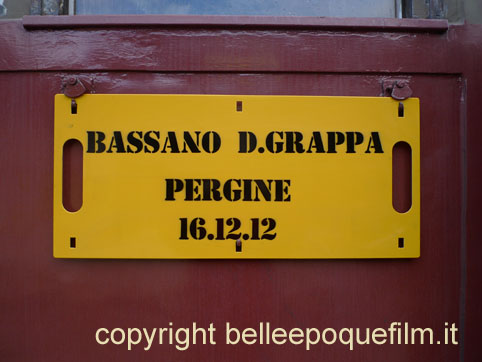 BASSANO D.GRAPPA
PERGINE
16.12.12
copyright belleepoquefilm.it